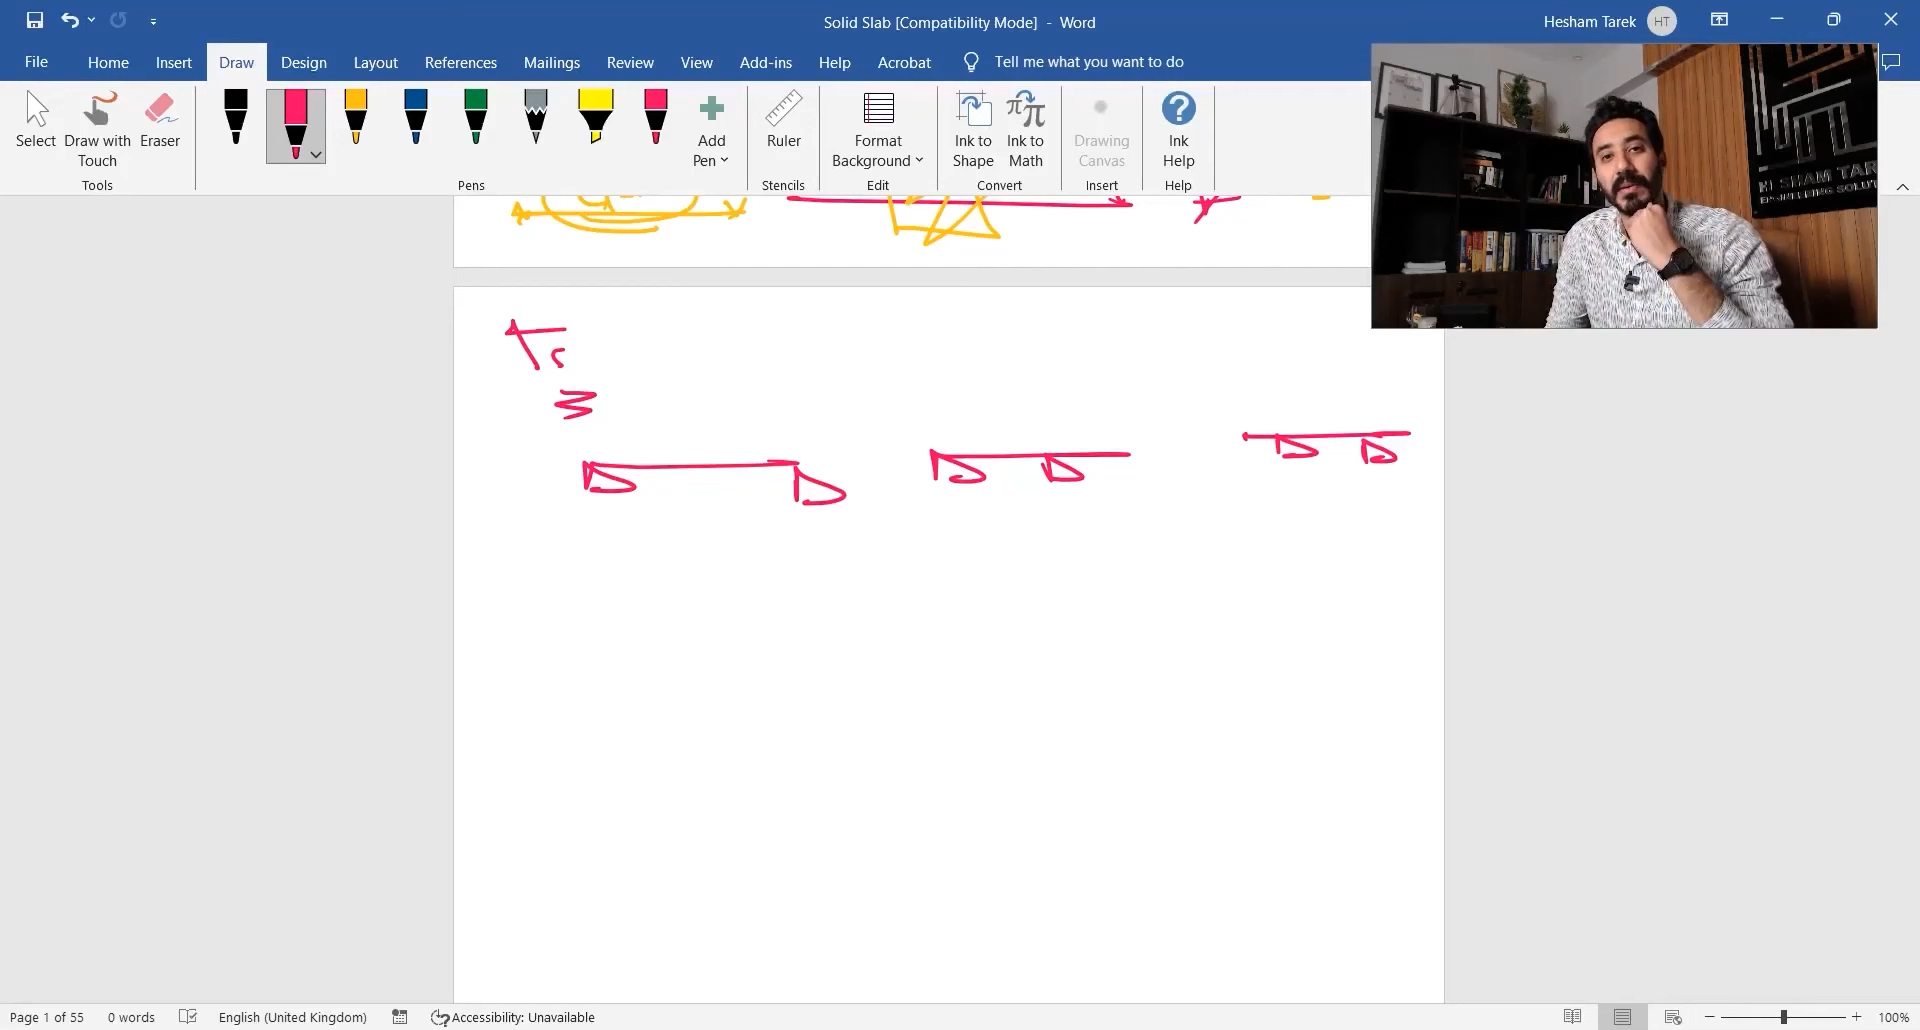 Solid Slab [Compatibility Mode] - Word
Hesham Tarek
HT
File
Home
Insert
Draw
Design
Layout
References
Mailings
Review
View
Add-ins
Help
Acrobat
Tell me what you want to do
Select
Draw with
Touch
Eraser
Tools
Pens
Add
Pen
Ruler
Stencils
Format
Background
Edit
Ink to
Shape
Ink to
Math
Convert
Drawing
Canvas
Insert
Ink
Help
Help
Page 1 of 55
0 words
English (United Kingdom)
Accessibility: Unavailable
100%